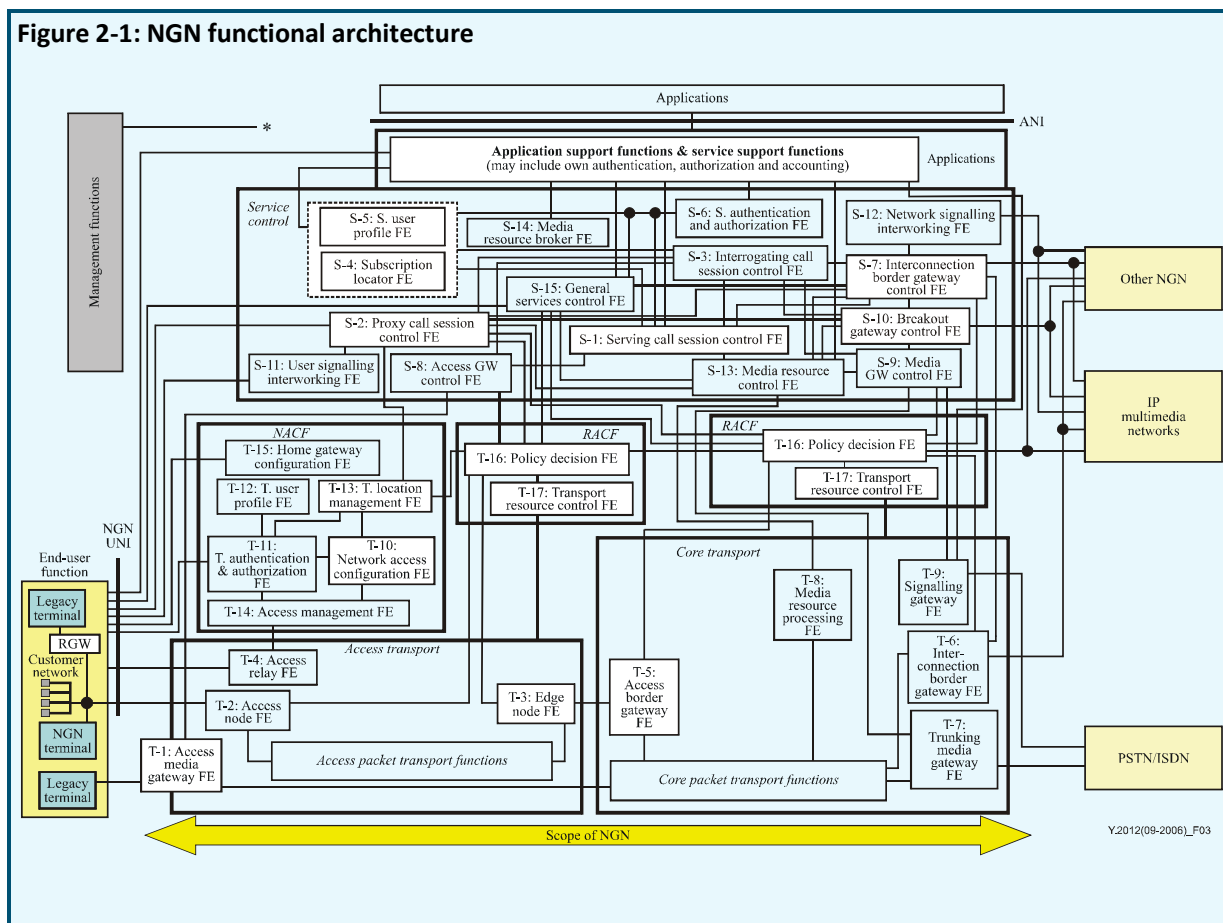 Figure 2-1: NGN functional architecture
Applications
ANI
*
Management functions
Application support functions & service support functions
(may include own authentication, authorization and accounting)
Applications
Service
control
S-5: S. user
profile FE
S-4: Subscription
locator FE
S-14: Media
resource broker FE
S-6: S. authentication
and authorization FE
S-12: Network signalling
interworking FE
S-3: Interrogating call
session control FE
S-7: Interconnection
border gateway
control FE
S-15: General
services control FE
S-2: Proxy call session
control FE
S-1: Serving call session control FE
S-10: Breakout
gateway control FE
S-11: User signalling
interworking FE
S-8: Access GW
control FE
S-13: Media resource
control FE
S-9: Media
GW control FE
Other NGN
IP
multimedia
networks
NACF
T-15: Home gateway
configuration FE
T-12: T. user
profile FE
T-13: T. location
management FE
T-11:
T. authentication
& authorization
FE
T-10:
Network access
configuration FE
T-14: Access management FE
RACF
T-16: Policy decision FE
T-17: Transport
resource control FE
RACF
T-16: Policy decision FE
T-17: Transport
resource control FE
NGN
UNI
End-user
function
Legacy
terminal
RGW
Customer
network
NGN
terminal
Legacy
terminal
Access transport
T-4: Access
relay FE
T-2: Access
node FE
T-3: Edge
node FE
T-1: Access
media
gateway FE
Access packet transport functions
Core transport
T-8: Media
resource
processing
FE
T-9:
Signalling
gateway
FE
T-5:
Access
border
gateway FE
T-6:
Inter-
connection
border
gateway FE
T-7:
Trunking
media
gateway
FE
Core packet transport functions
PSTN/ISDN
Scope of NGN
Y.2012(09-2006)_F03